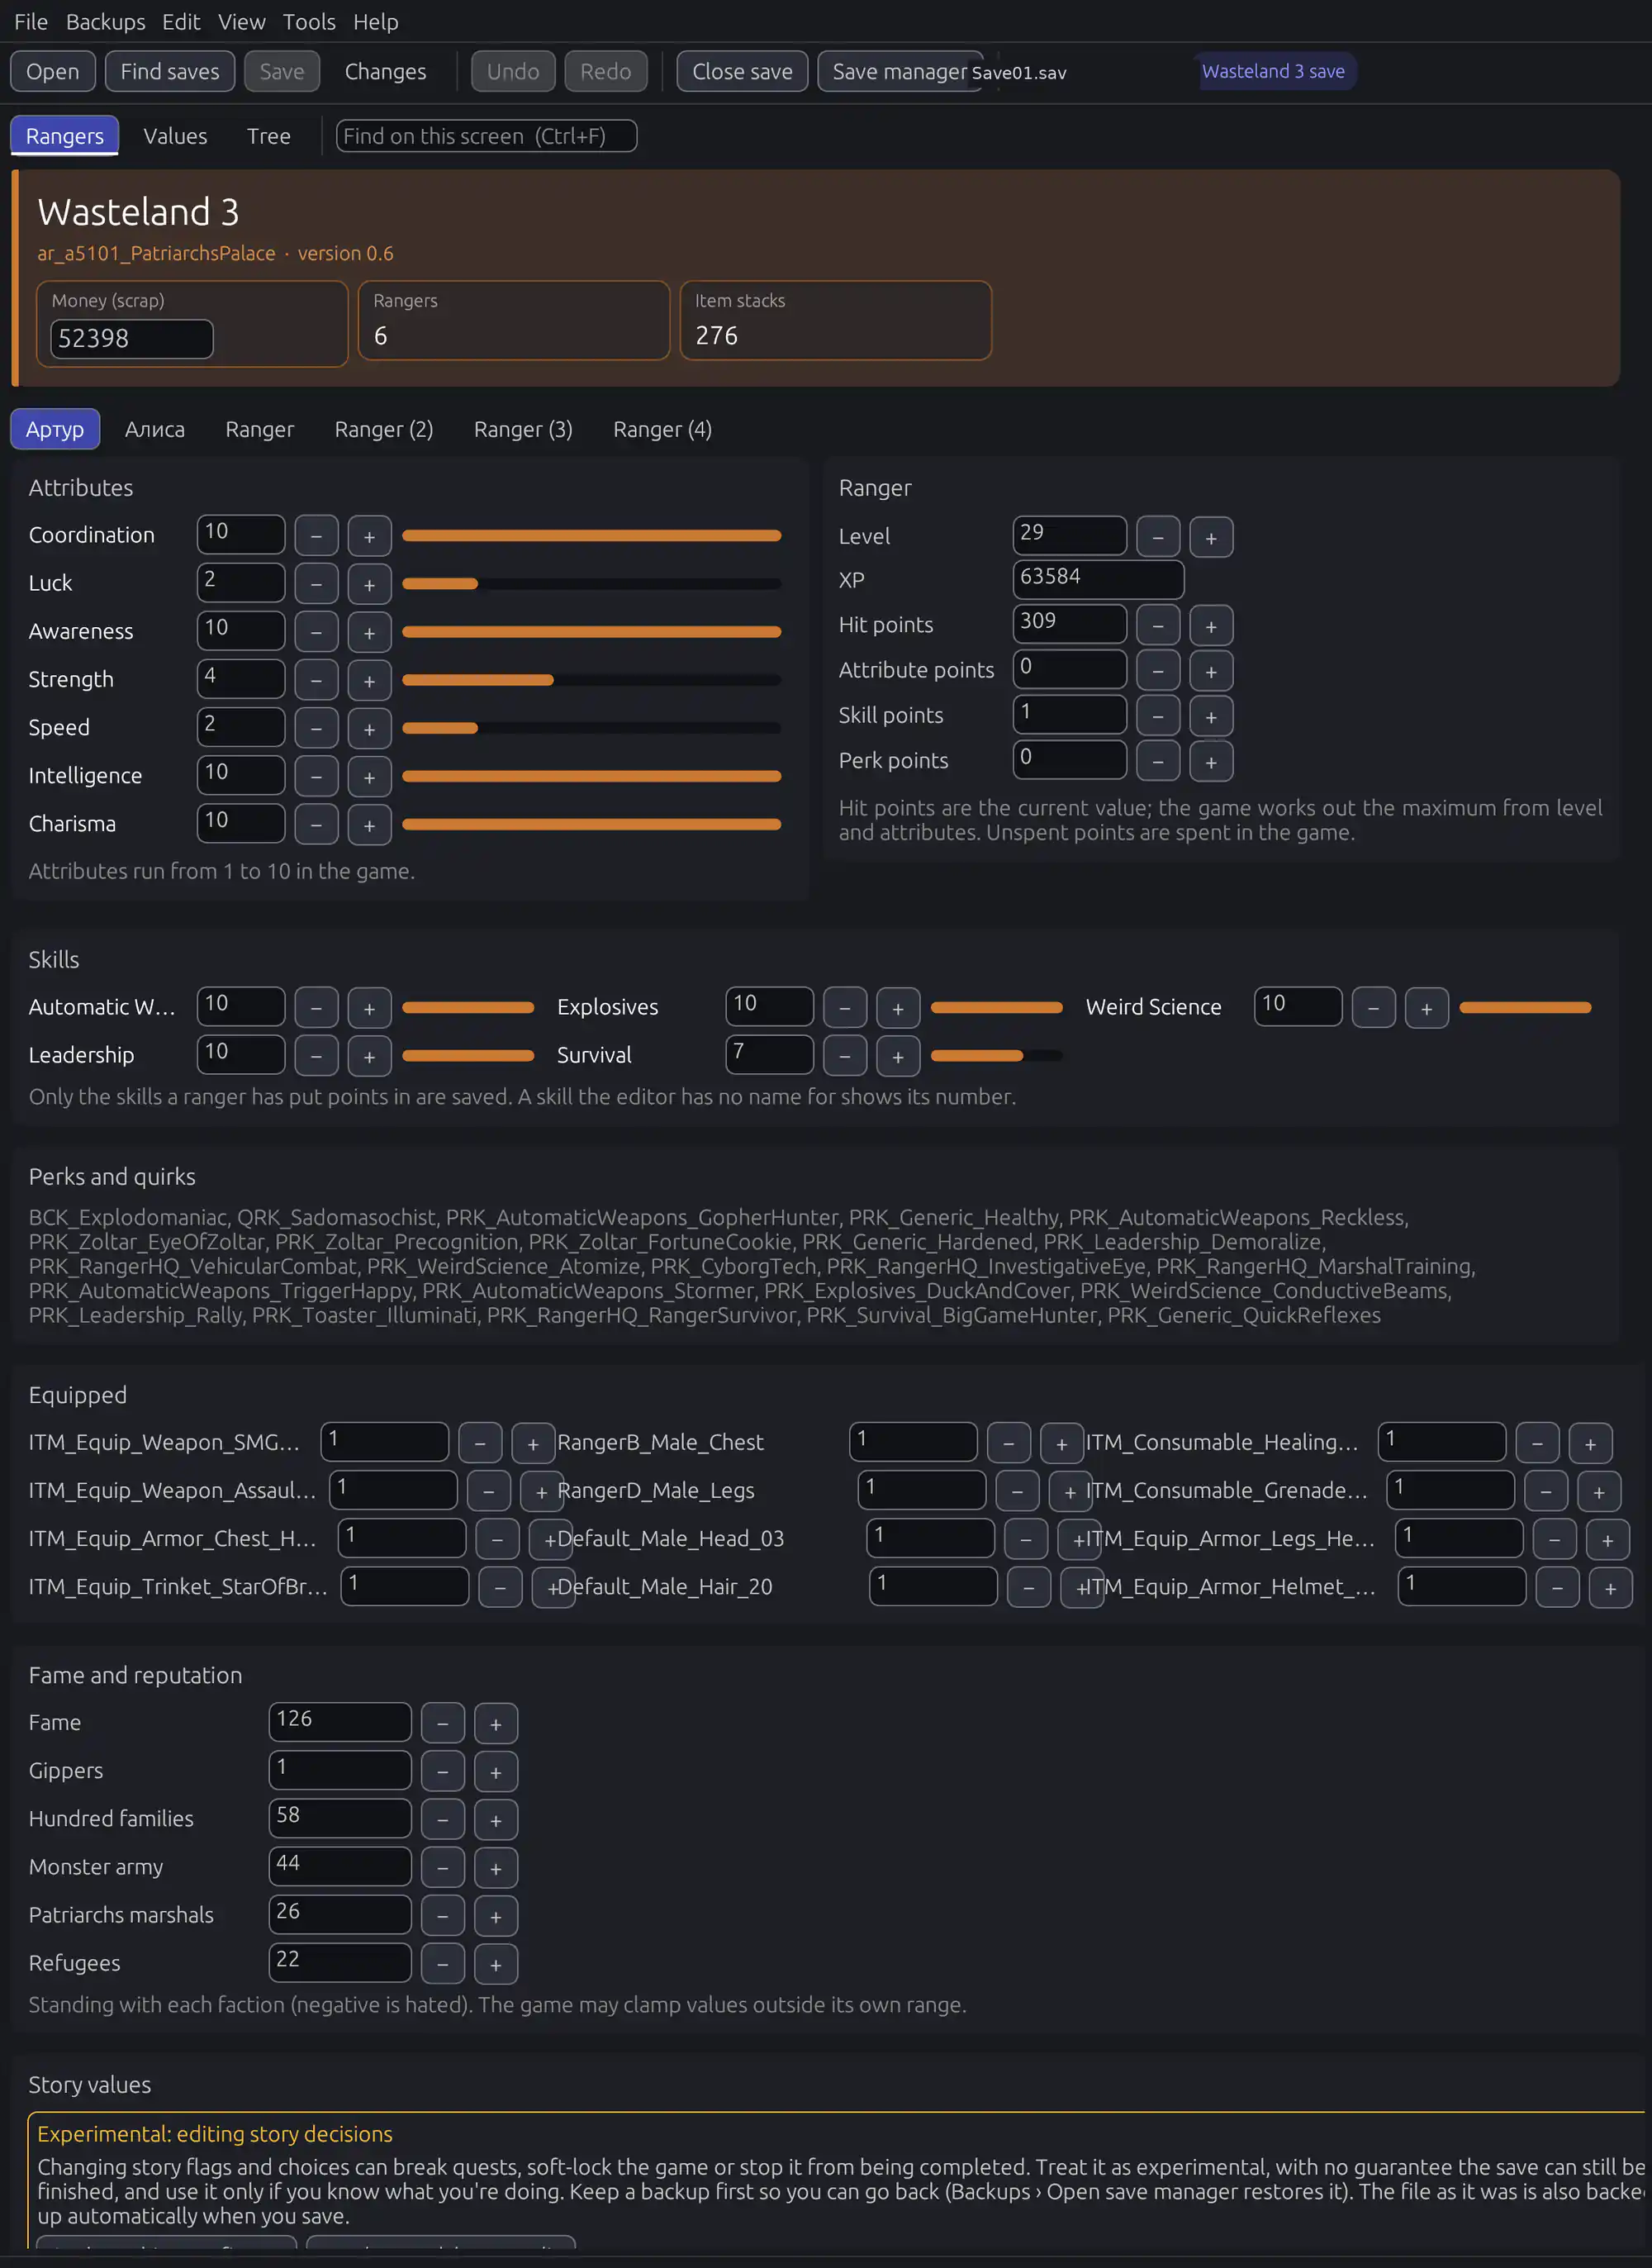 File Backups Edit View Tools Help
Open Find saves Save Changes Undo Redo Close save Save manager Save01.sav Wasteland 3 save
Rangers Values Tree Find on this screen (Ctrl+F)
Wasteland 3
ar_a5101_PatriarchsPalace · version 0.6
Money (scrap) Rangers Item stacks
52398 6 276
Артур Алиса Ranger Ranger (2) Ranger (3) Ranger (4)
Attributes
Coordination 10 − +
Luck 2 − +
Awareness 10 − +
Strength 4 − +
Speed 2 − +
Intelligence 10 − +
Charisma 10 − +
Attributes run from 1 to 10 in the game.
Ranger
Level 29 − +
XP 63584
Hit points 309 − +
Attribute points 0 − +
Skill points 1 − +
Perk points 0 − +
Hit points are the current value; the game works out the maximum from level
and attributes. Unspent points are spent in the game.
Skills
Automatic W... 10 − + Explosives 10 − + Weird Science 10 − +
Leadership 10 − + Survival 7 − +
Only the skills a ranger has put points in are saved. A skill the editor has no name for shows its number.
Perks and quirks
BCK_Explodomaniac, QRK_Sadomasochist, PRK_AutomaticWeapons_GopherHunter, PRK_Generic_Healthy, PRK_AutomaticWeapons_Reckless,
PRK_Zoltar_EyeOfZoltar, PRK_Zoltar_Precognition, PRK_Zoltar_FortuneCookie, PRK_Generic_Hardened, PRK_Leadership_Demoralize,
PRK_RangerHQ_VehicularCombat, PRK_WeirdScience_Atomize, PRK_CyborgTech, PRK_RangerHQ_InvestigativeEye, PRK_RangerHQ_MarshalTraining,
PRK_AutomaticWeapons_TriggerHappy, PRK_AutomaticWeapons_Stormer, PRK_Explosives_DuckAndCover, PRK_WeirdScience_ConductiveBeams,
PRK_Leadership_Rally, PRK_Toaster_Illuminati, PRK_RangerHQ_RangerSurvivor, PRK_Survival_BigGameHunter, PRK_Generic_QuickReflexes
Equipped
ITM_Equip_Weapon_SMG... 1 − + RangerB_Male_Chest 1 − + ITM_Consumable_Healing... 1 − +
ITM_Equip_Weapon_Assaul... 1 − + RangerD_Male_Legs 1 − + ITM_Consumable_Grenade... 1 − +
ITM_Equip_Armor_Chest_H... 1 − + Default_Male_Head_03 1 − + ITM_Equip_Armor_Legs_He... 1 − +
ITM_Equip_Trinket_StarOfBr... 1 − + Default_Male_Hair_20 1 − + ITM_Equip_Armor_Helmet_... 1 − +
Fame and reputation
Fame 126 − +
Gippers 1 − +
Hundred families 58 − +
Monster army 44 − +
Patriarchs marshals 26 − +
Refugees 22 − +
Standing with each faction (negative is hated). The game may clamp values outside its own range.
Story values
Experimental: editing story decisions
Changing story flags and choices can break quests, soft-lock the game or stop it from being completed. Treat it as experimental, with no guarantee the save can still be
finished, and use it only if you know what you're doing. Keep a backup first so you can go back (Backups › Open save manager restores it). The file as it was is also backe
up automatically when you save.